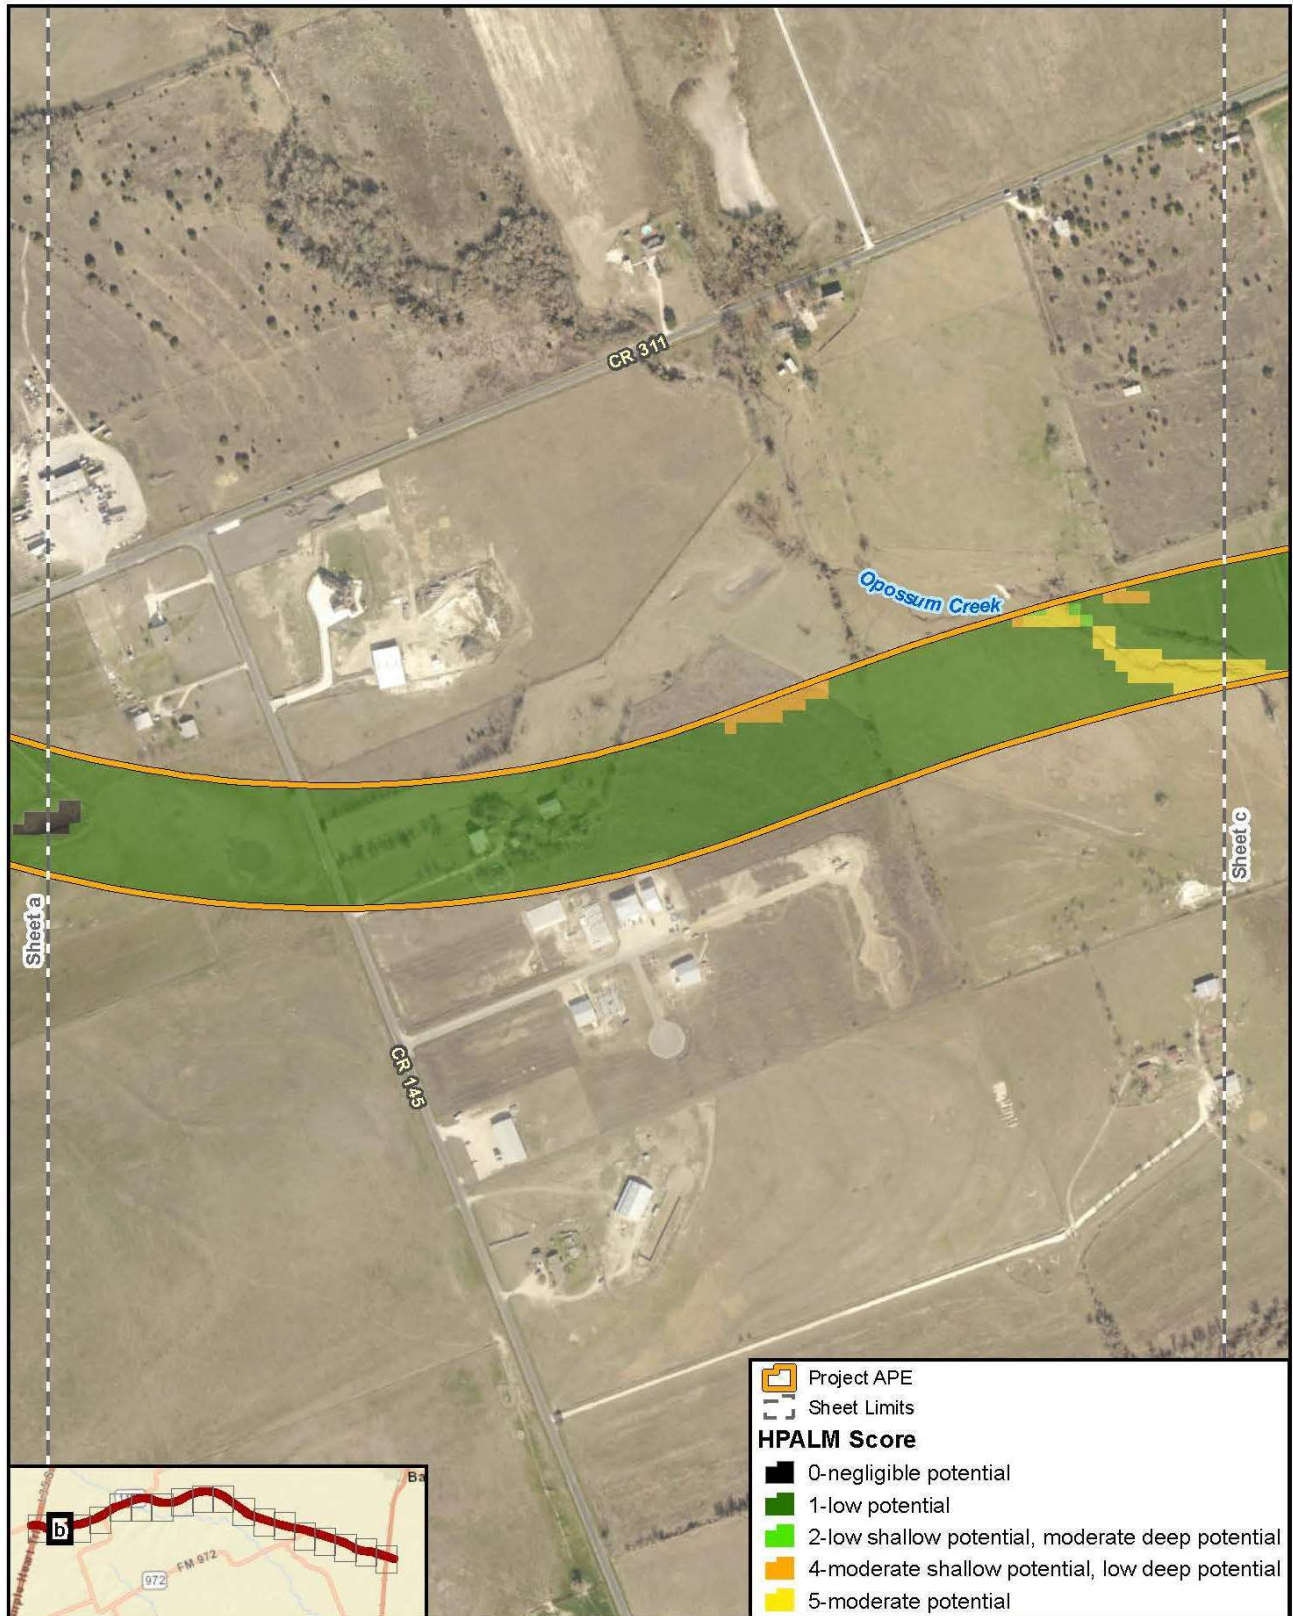 CR 311
Opossum Creek
Sheet a
Sheet c
CR 145
Project APE
Sheet Limits
HPALM Score
0-negligible potential
1-low potential
2-low shallow potential, moderate deep potential
4-moderate shallow potential, low deep potential
5-moderate potential
Ba
b
FM 972
972